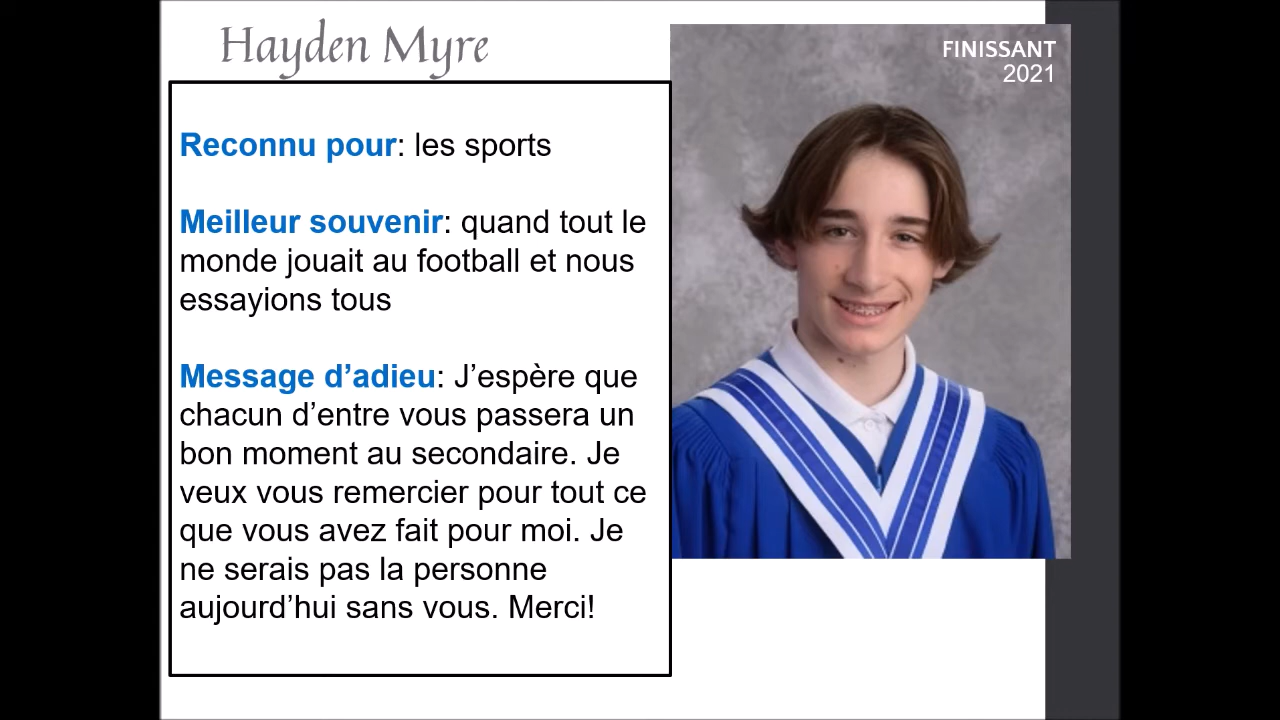 Hayden Myre
FINISSANT
2021
Reconnu pour: les sports
Meilleur souvenir: quand tout le
monde jouait au football et nous
essayions tous
Message d’adieu: J’espère que
chacun d’entre vous passera un
bon moment au secondaire. Je
veux vous remercier pour tout ce
que vous avez fait pour moi. Je
ne serais pas la personne
aujourd’hui sans vous. Merci!